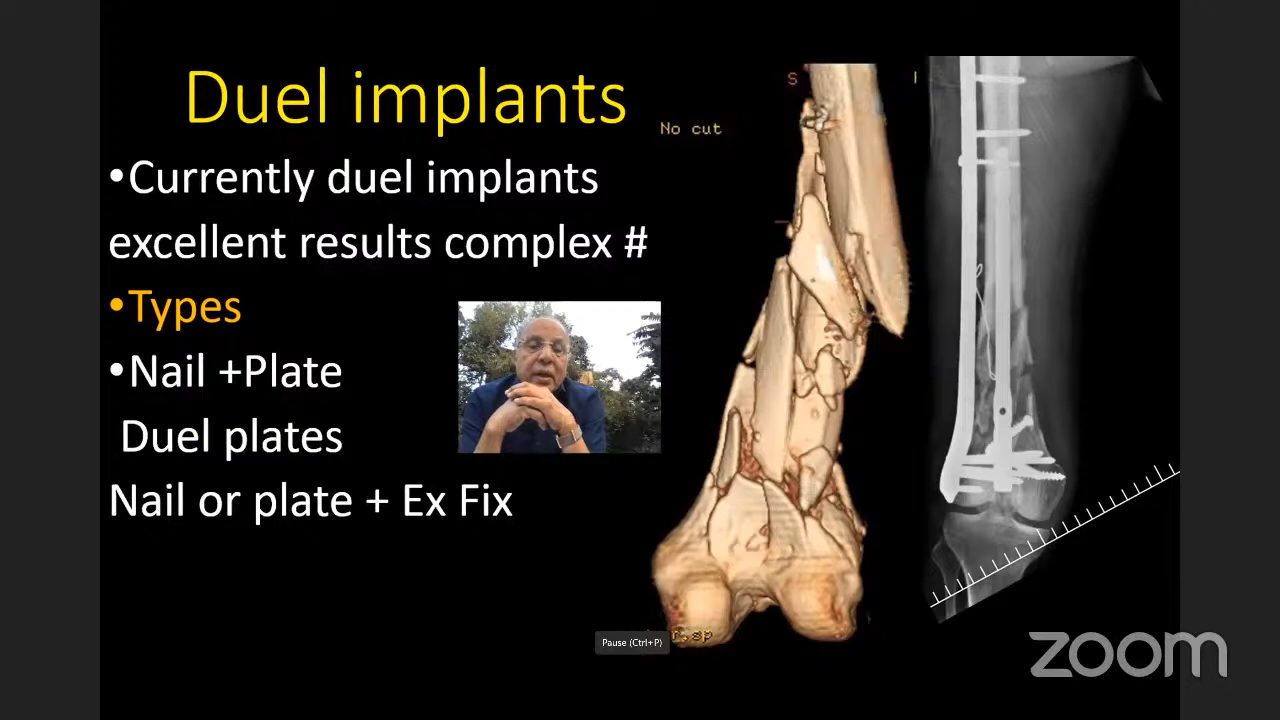 Duel implants
•Currently duel implants
excellent results complex #
•Types
•Nail +Plate
Duel plates
Nail or plate + Ex Fix
S
I
No cut
Pause (Ctrl+P)
zoom